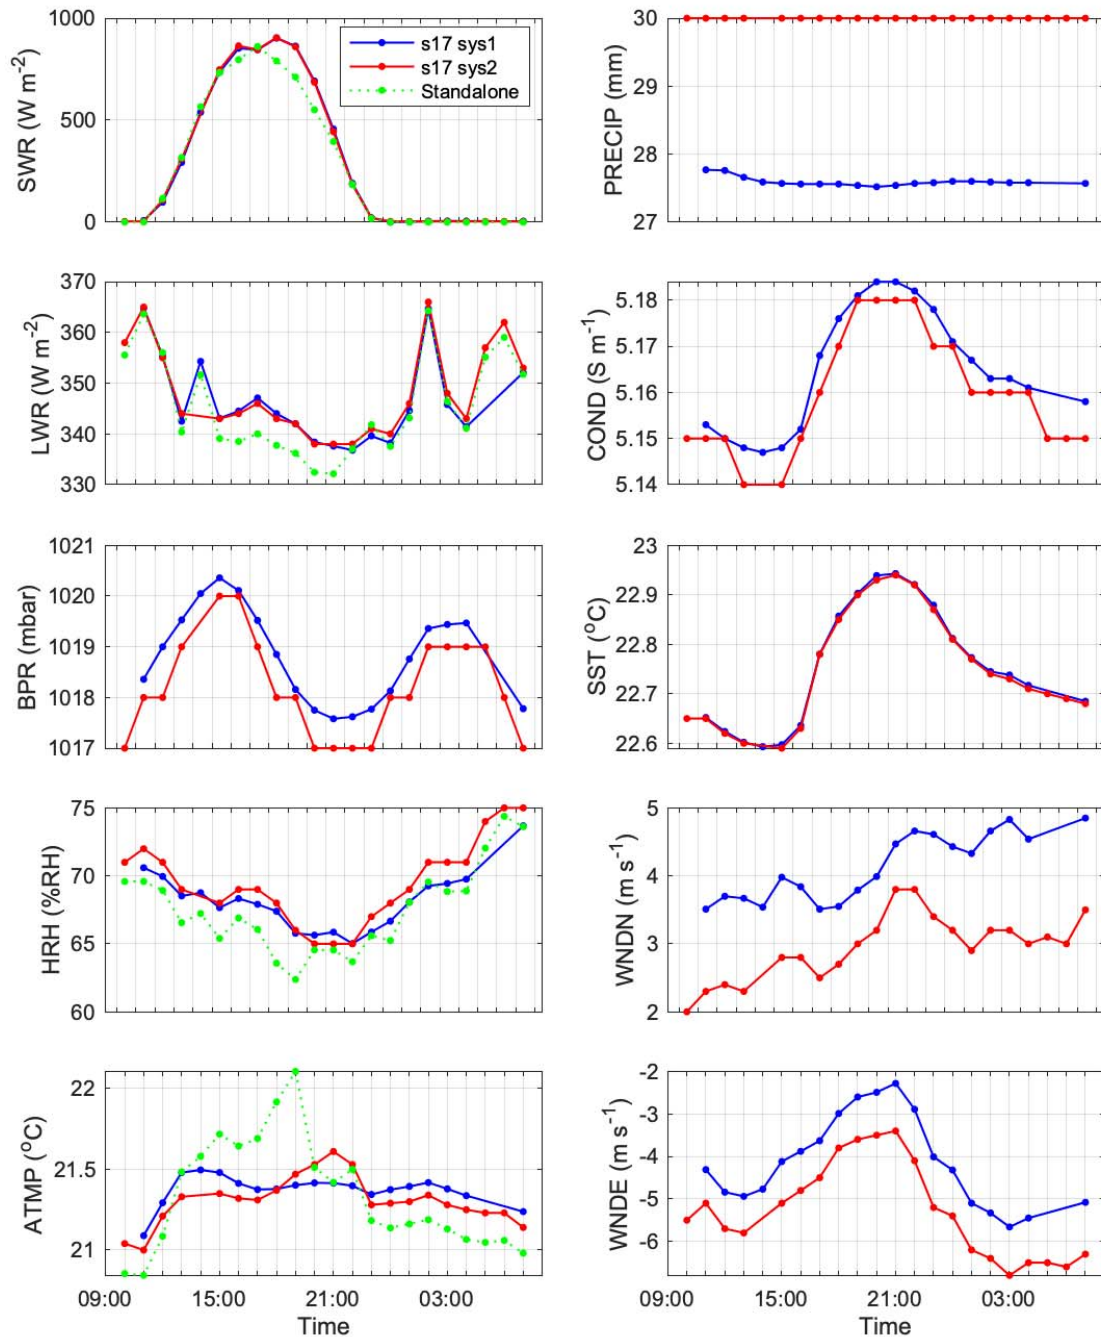 SWR (W m-2)
1000
500
0
s17 sys1
s17 sys2
Standalone
PRECIP (mm)
30
29
28
27
LWR (W m-2)
370
360
350
340
330
COND (S m-1)
5.18
5.17
5.16
5.15
5.14
BPR (mbar)
1021
1020
1019
1018
1017
SST (oC)
23
22.9
22.8
22.7
22.6
HRH (%RH)
75
70
65
60
WNDN (m s-1)
5
4
3
2
ATMP (oC)
22
21.5
21
09:00 15:00 21:00 03:00
Time
WNDE (m s-1)
-2
-3
-4
-5
-6
09:00 15:00 21:00 03:00
Time